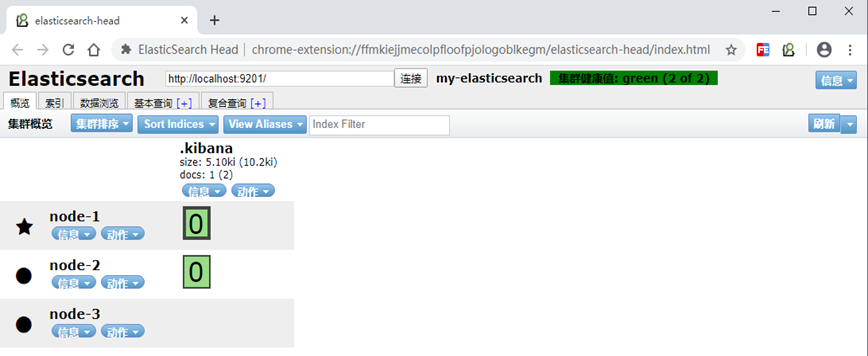 elasticsearch-head
ElasticSearch Head | chrome-extension://ffmkiejjmecolpfloofpjologoblkegm/elasticsearch-head/index.html
Elasticsearch http://localhost:9201/ 连接 my-elasticsearch 集群健康值: green (2 of 2) 信息
概览 索引 数据浏览 基本查询 [+] 复合查询 [+]
集群概览 集群排序 Sort Indices View Aliases Index Filter 刷新
.kibana
size: 5.10ki (10.2ki)
docs: 1 (2)
信息 动作
node-1 0
信息 动作
node-2 0
信息 动作
node-3
信息 动作